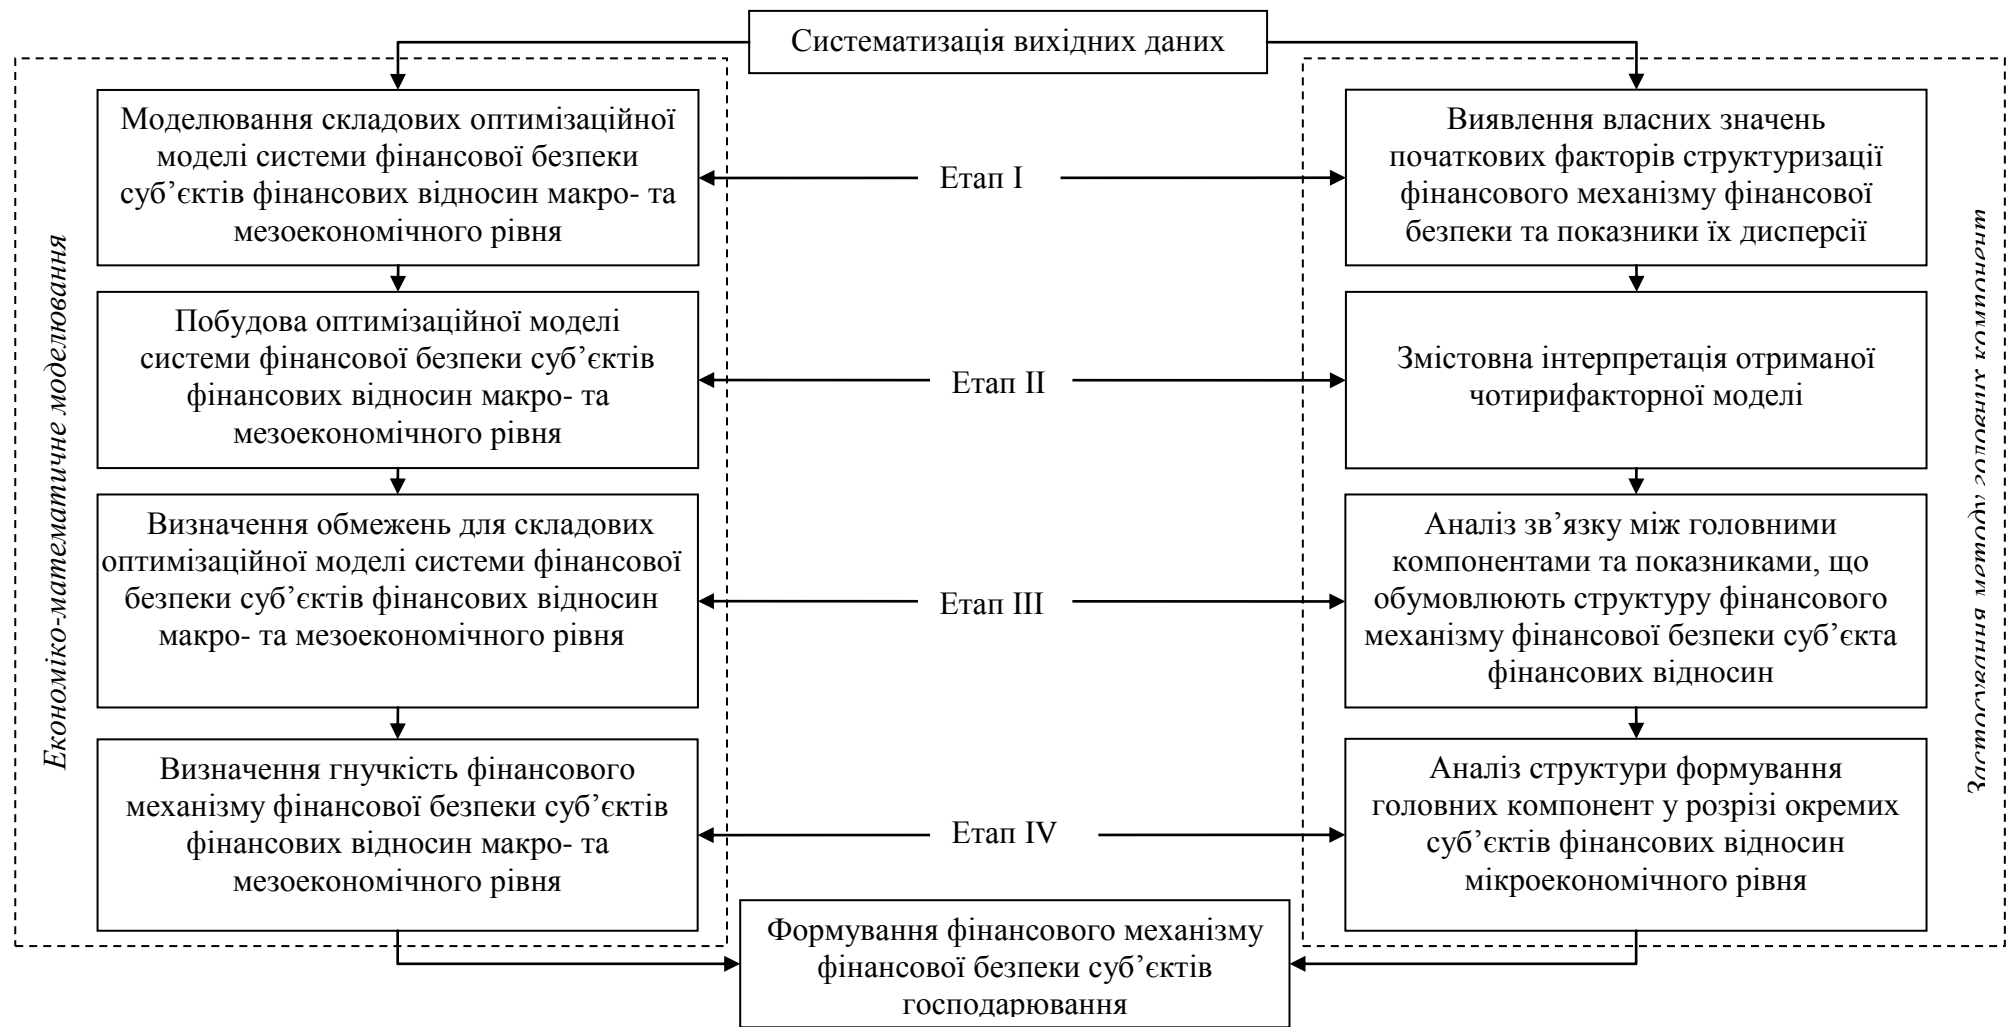 Систематизація вихідних даних
Економіко-математичне моделювання
Моделювання складових оптимізаційної
моделі системи фінансової безпеки
суб’єктів фінансових відносин макро- та
мезоекономічного рівня
Етап I
Виявлення власних значень
початкових факторів структуризації
фінансового механізму фінансової
безпеки та показники їх дисперсії
Побудова оптимізаційної моделі
системи фінансової безпеки суб’єктів
фінансових відносин макро- та
мезоекономічного рівня
Етап II
Змістовна інтерпретація отриманої
чотирифакторної моделі
Визначення обмежень для складових
оптимізаційної моделі системи фінансової
безпеки суб’єктів фінансових відносин
макро- та мезоекономічного рівня
Етап III
Аналіз зв’язку між головними
компонентами та показниками, що
обумовлюють структуру фінансового
механізму фінансової безпеки суб’єкта
фінансових відносин
Визначення гнучкість фінансового
механізму фінансової безпеки суб’єктів
фінансових відносин макро- та
мезоекономічного рівня
Етап IV
Аналіз структури формування
головних компонент у розрізі окремих
суб’єктів фінансових відносин
мікроекономічного рівня
Застосування методу головних компонент
Формування фінансового механізму
фінансової безпеки суб’єктів
господарювання